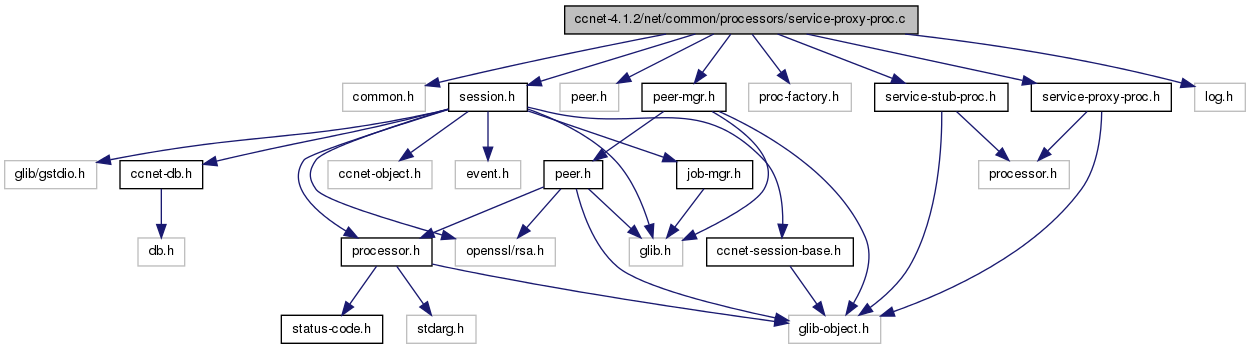 ccnet-4.1.2/net/common/processors/service-proxy-proc.c
common.h
session.h
peer.h
peer-mgr.h
proc-factory.h
service-stub-proc.h
service-proxy-proc.h
log.h
glib/gstdio.h
ccnet-db.h
ccnet-object.h
event.h
peer.h
job-mgr.h
processor.h
db.h
processor.h
openssl/rsa.h
glib.h
ccnet-session-base.h
status-code.h
stdarg.h
glib-object.h